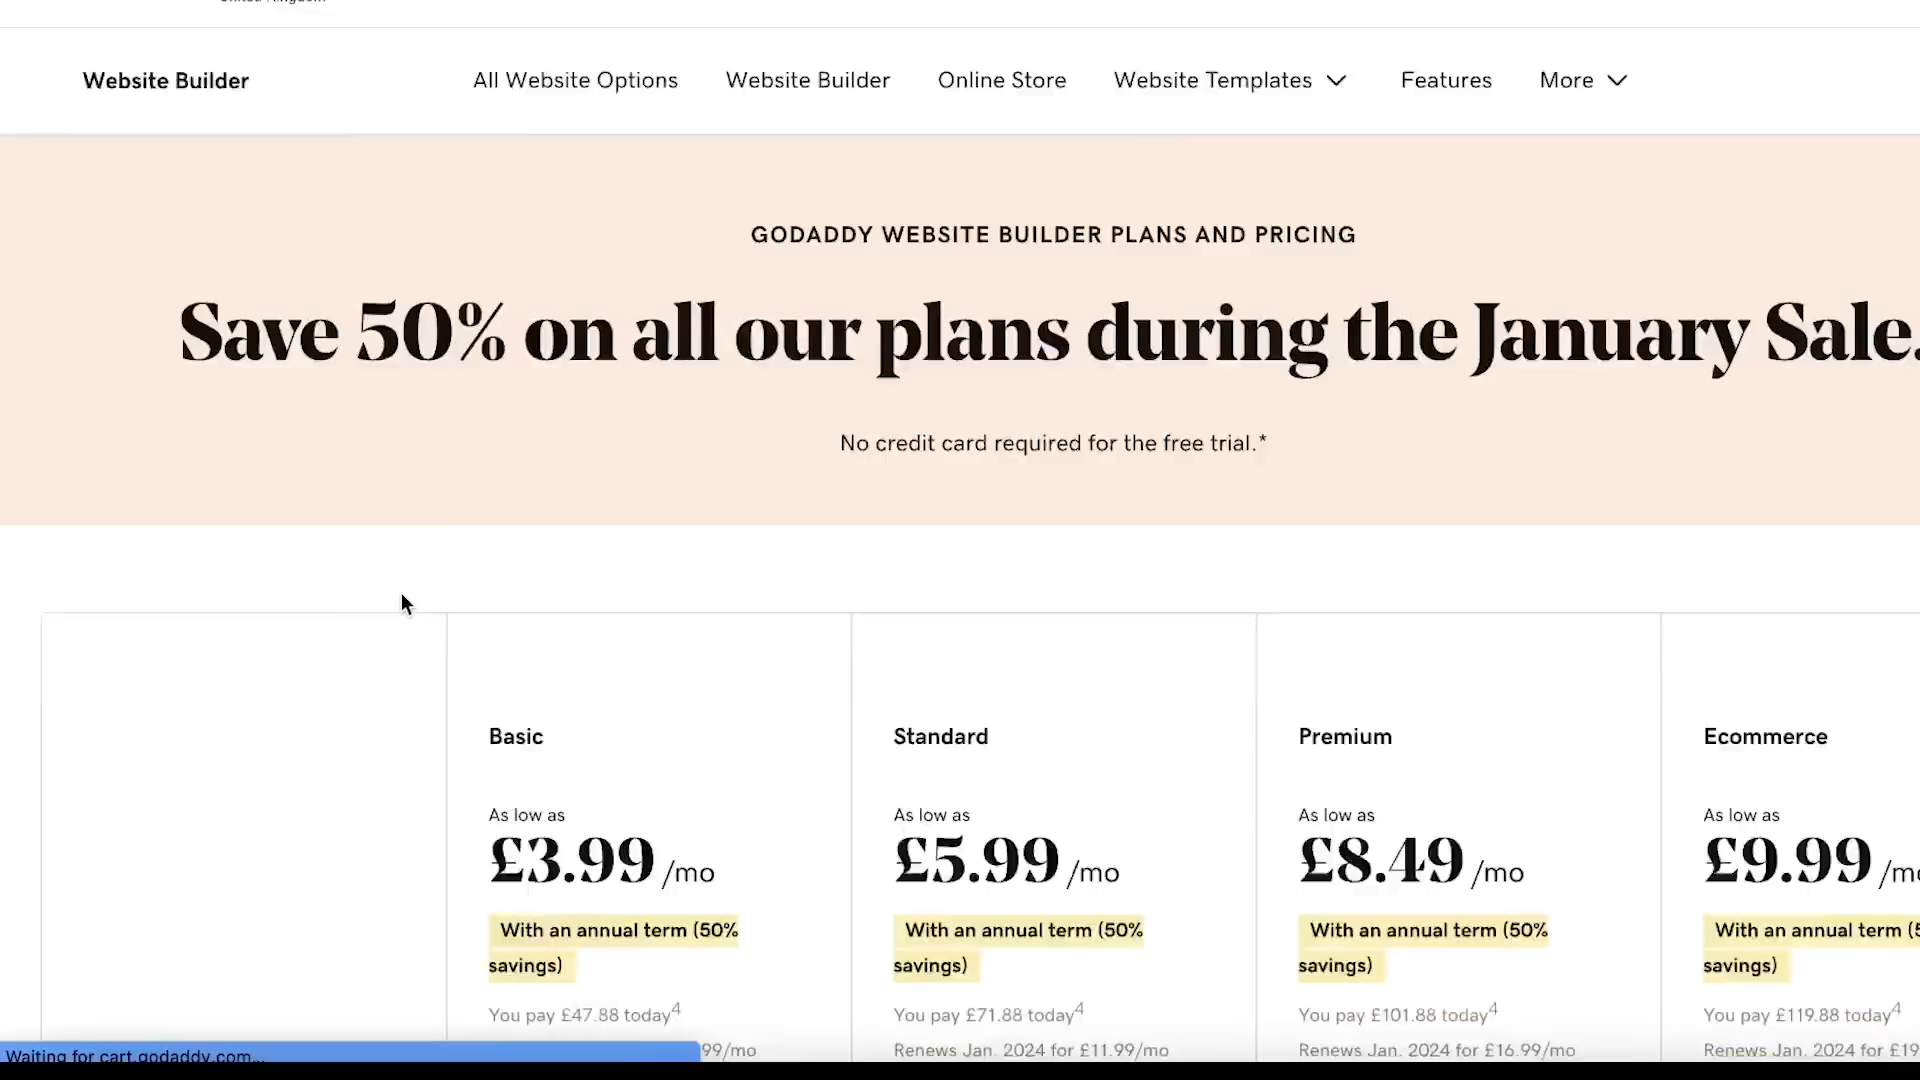 United Kingdom
Website Builder
All Website Options
Website Builder
Online Store
Website Templates
Features
More
GODADDY WEBSITE BUILDER PLANS AND PRICING
Save 50% on all our plans during the January Sale.
No credit card required for the free trial.*
Basic
As low as
£3.99 /mo
With an annual term (50%
savings)
You pay £47.88 today4
99/mo
Standard
As low as
£5.99 /mo
With an annual term (50%
savings)
You pay £71.88 today4
Renews Jan. 2024 for £11.99/mo
Premium
As low as
£8.49 /mo
With an annual term (50%
savings)
You pay £101.88 today4
Renews Jan. 2024 for £16.99/mo
Ecommerce
As low as
£9.99
With an annual term
savings)
You pay £119.88 today4
Renews Jan. 2024 for £19
Waiting for cart.godaddy.com...